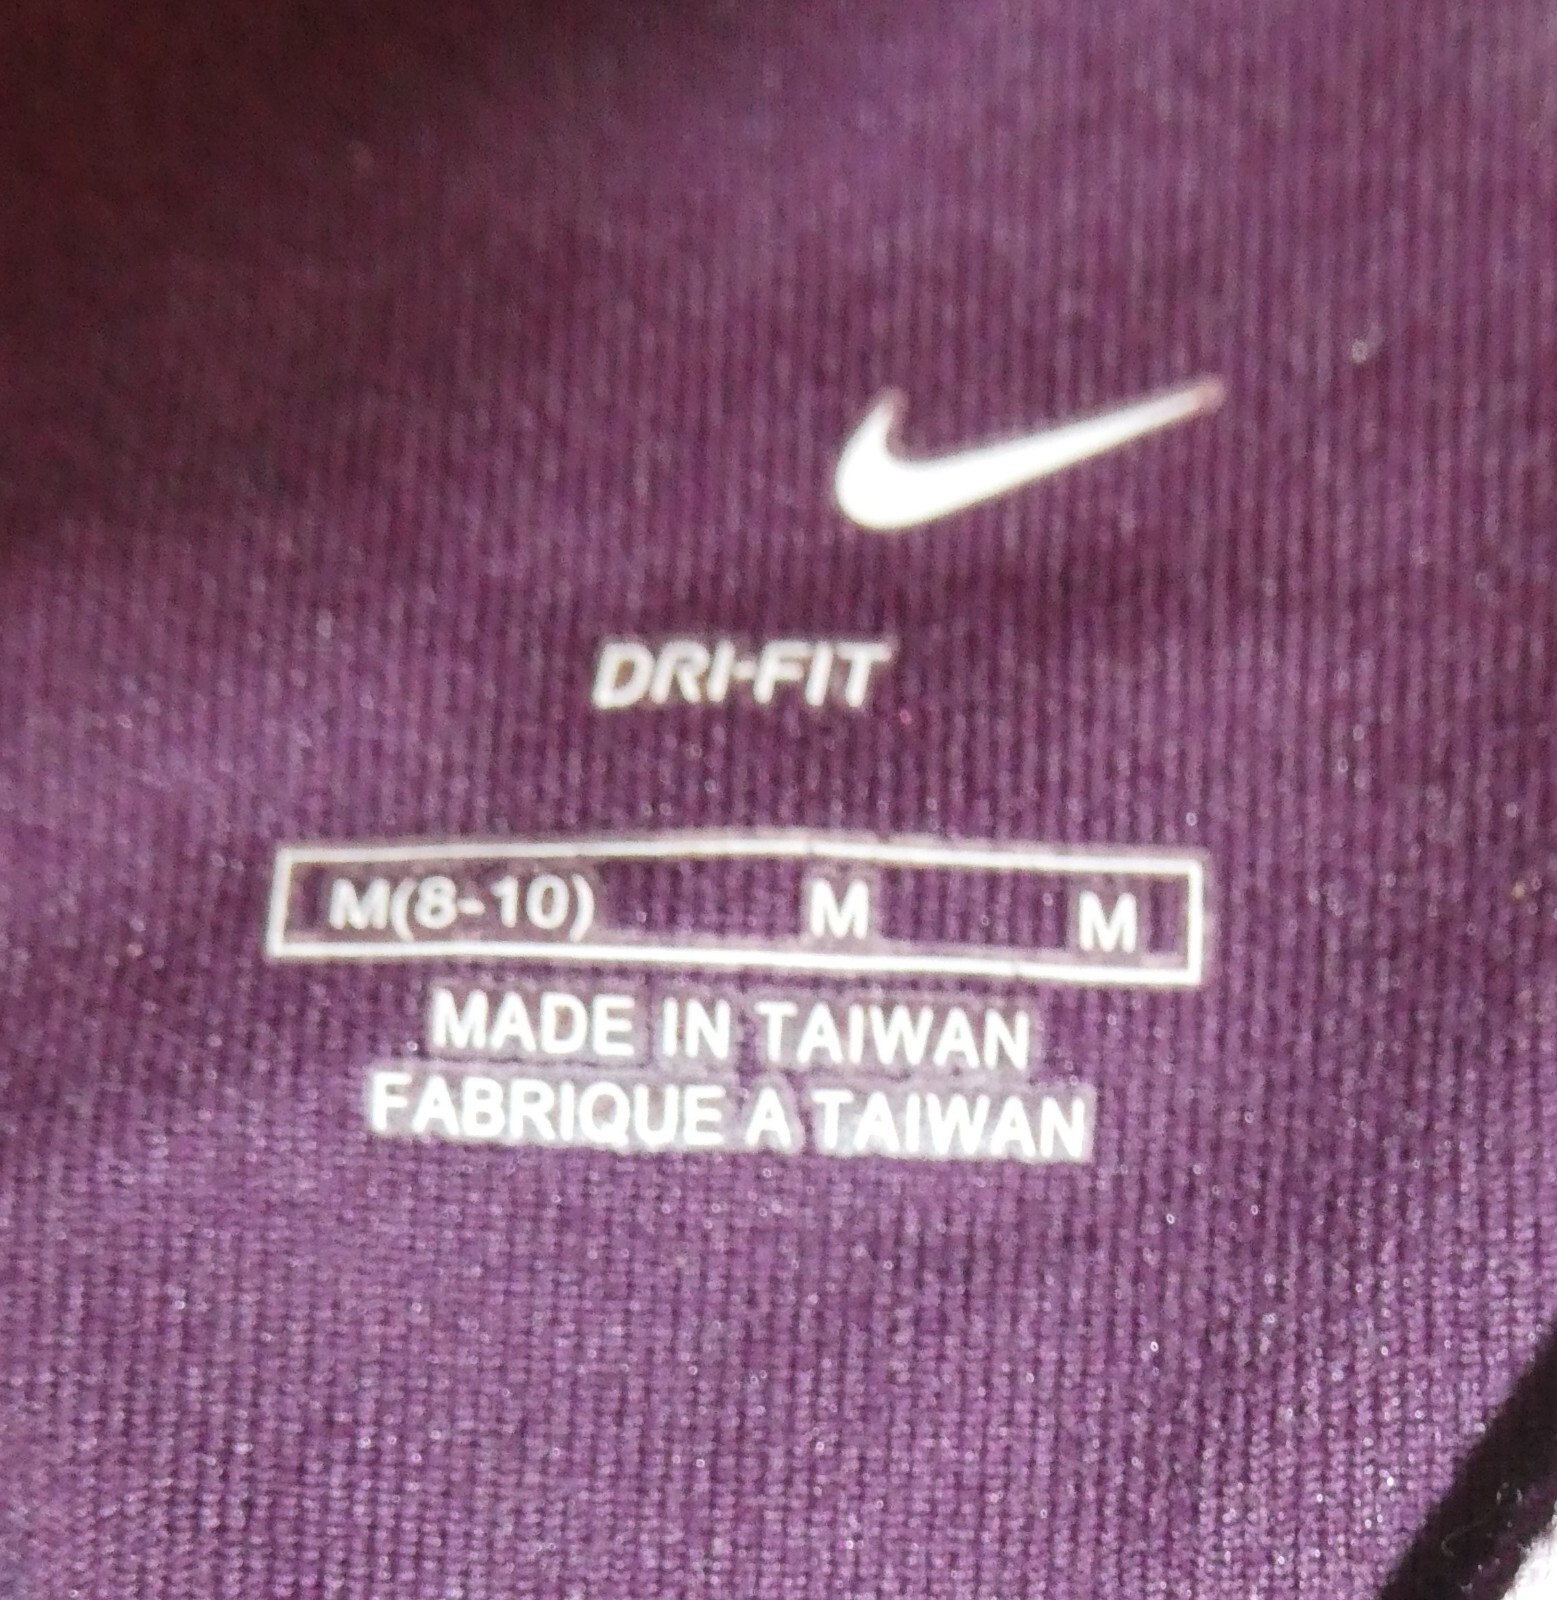 DRI-FIT
M(8-10) M M
MADE IN TAIWAN
FABRIQUE A TAIWAN